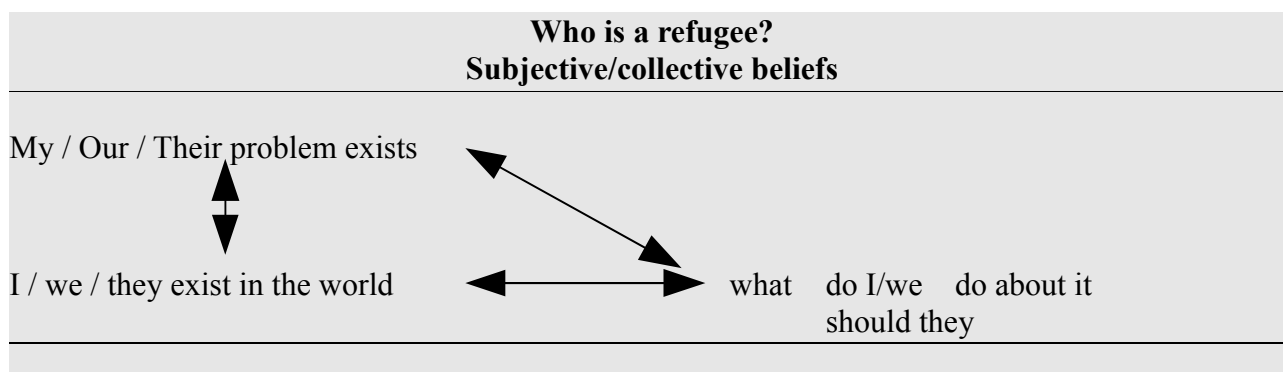 Who is a refugee?
Subjective/collective beliefs
My / Our / Their problem exists
I / we / they exist in the world what do I/we do about it
should they